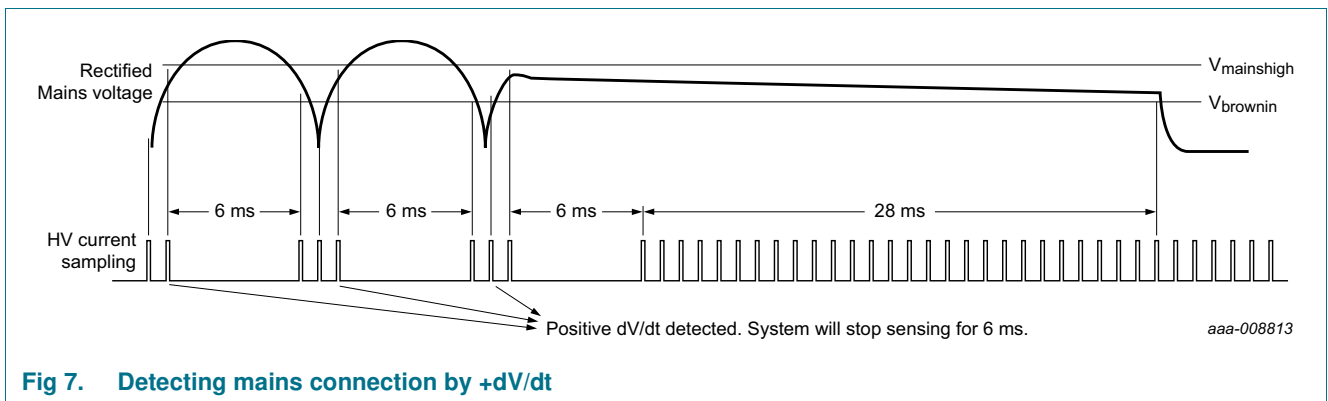 Rectified
Mains voltage
Vmainshigh
Vbrownin
6 ms
6 ms
6 ms
28 ms
HV current
sampling
Positive dV/dt detected. System will stop sensing for 6 ms.
aaa-008813
Fig 7. Detecting mains connection by +dV/dt